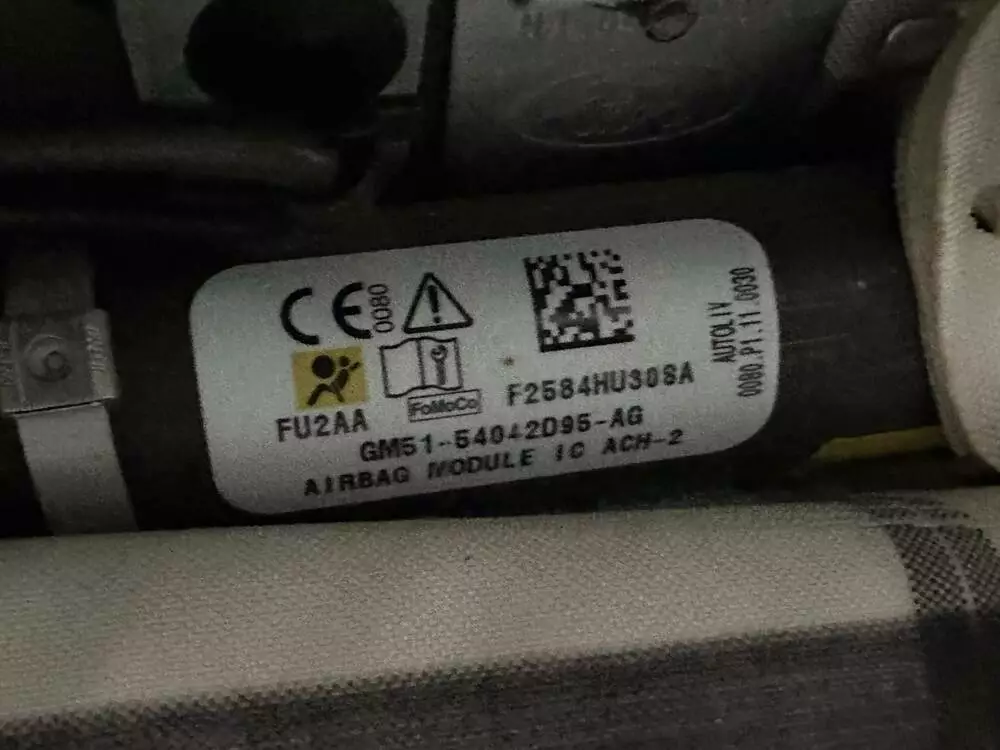 CE 0080
FoMoCo
F2584HU308A
AUTOLIV
0080.P1.11.0030
FU2AA
GM51-54042D95-AG
AIRBAG MODULE IC ACH-2